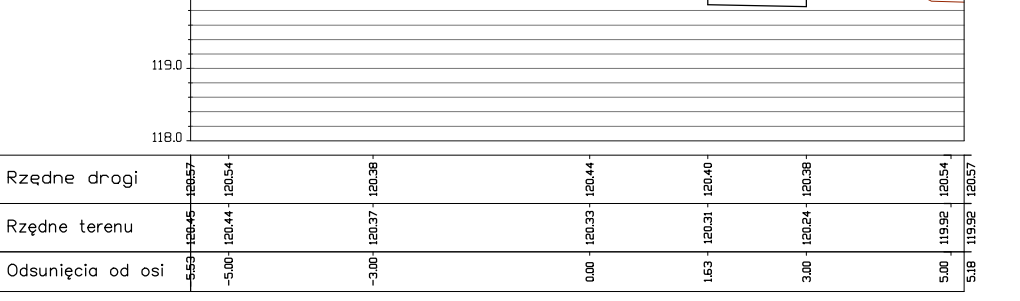 119.0
118.0
Rzędne drogi 120.57 120.54 120.38 120.44 120.40 120.38 120.54 120.57
Rzędne terenu 120.45 120.44 120.37 120.33 120.31 120.24 119.92 119.92
Odsunięcia od osi -5.53 -5.00 -3.00 0.00 1.63 3.00 5.00 5.18